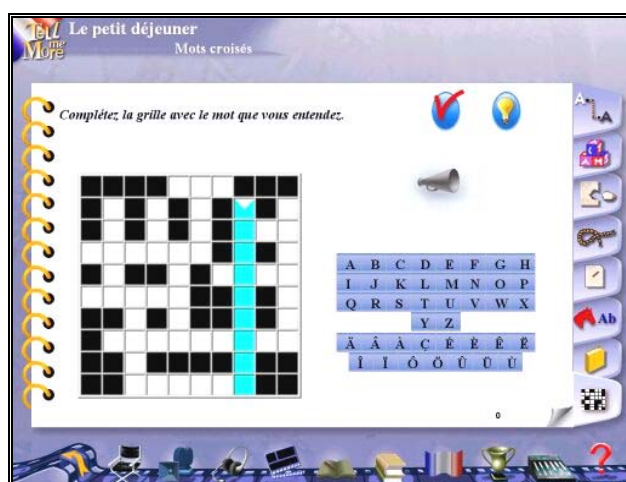 Tell me More
Le petit déjeuner
Mots croisés
Complétez la grille avec le mot que vous entendez.
A B C D E F G H
I J K L M N O P
Q R S T U V W X
Y Z
Ä Â À Ç É È Ê Ë
Î Ï Ô Ö Û Ü Ù
0
A A
C A M S
Ab
?